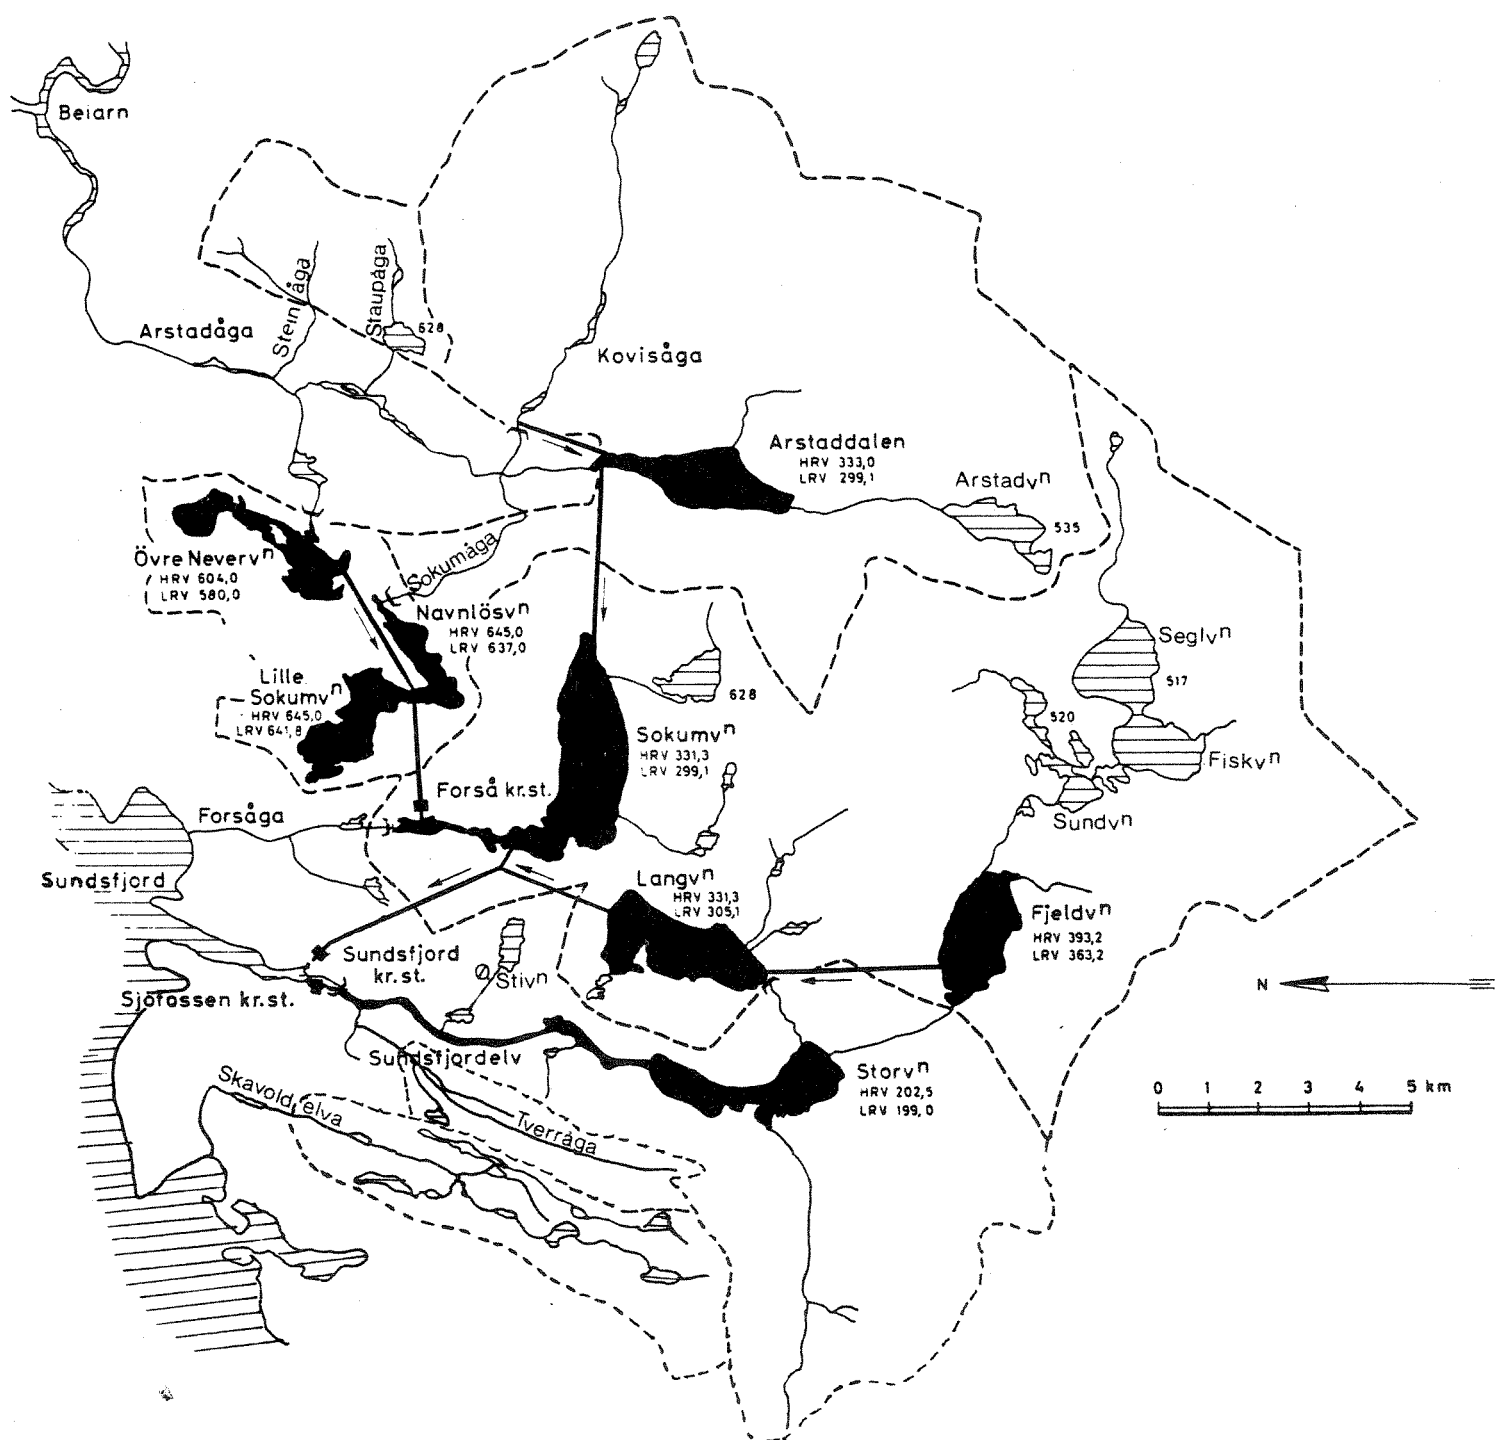 Beiarn
Steinåga
Staupåga
628
Arstadåga
Kovisåga
Arstaddalen
HRV 333,0
LRV 299,1
Arstadvn
535
Övre Nevervn
HRV 604,0
LRV 580,0
Sokumåga
Navnlösvn
HRV 645,0
LRV 637,0
Lille
Sokumvn
HRV 645,0
LRV 641,8
628
Seglvn
517
520
Sokumvn
HRV 331,3
LRV 299,1
Fiskvn
Sundvn
Forså kr.st.
Forsåga
Sundsfjord
Langvn
HRV 331,3
LRV 305,1
Fjeldvn
HRV 393,2
LRV 363,2
Sundsfjord
kr.st.
Stivn
N
Sjöfossen kr.st.
Sundsfjordelv
Storvn
HRV 202,5
LRV 199,0
Skavoldelva
Tverråga
0 1 2 3 4 5 km